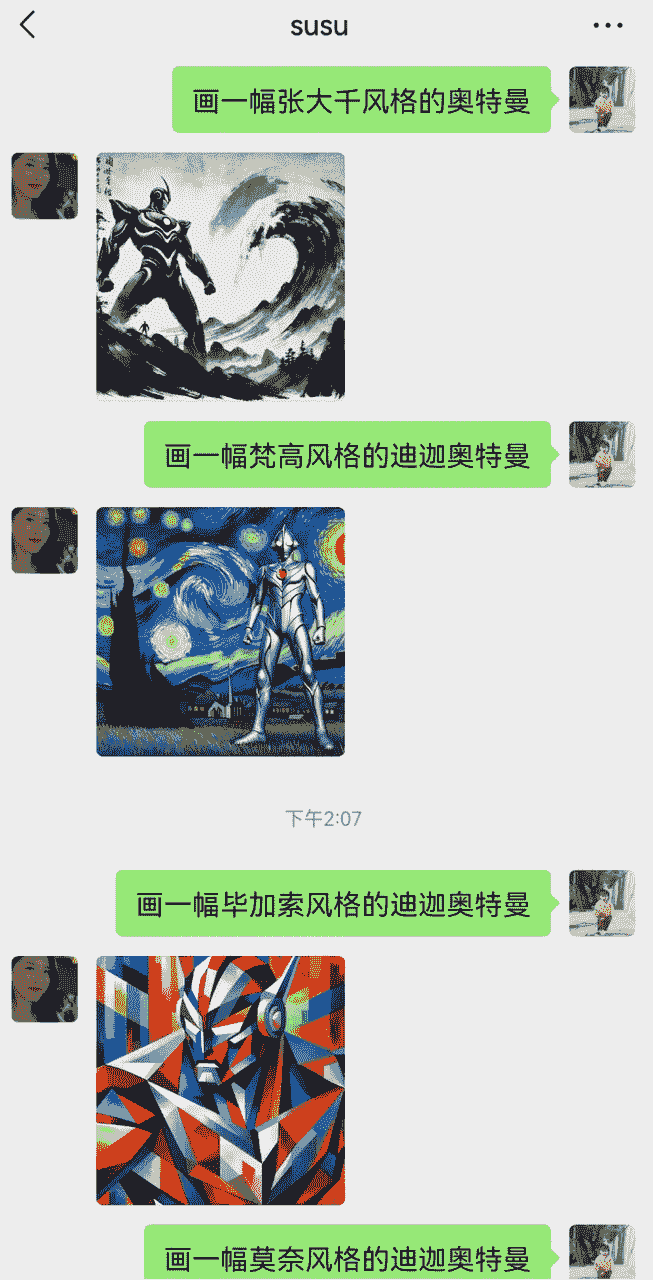 susu
画一幅张大千风格的奥特曼
画一幅梵高风格的迪迦奥特曼
下午2:07
画一幅毕加索风格的迪迦奥特曼
画一幅莫奈风格的迪迦奥特曼